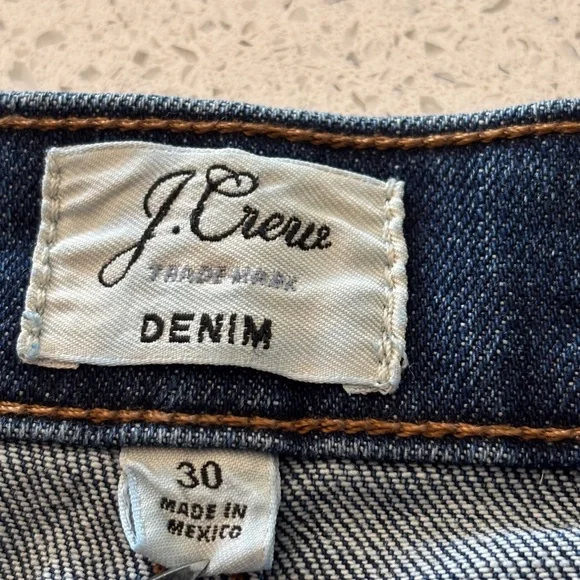 J.Crew
TRADE MARK
DENIM
30
MADE IN
MEXICO